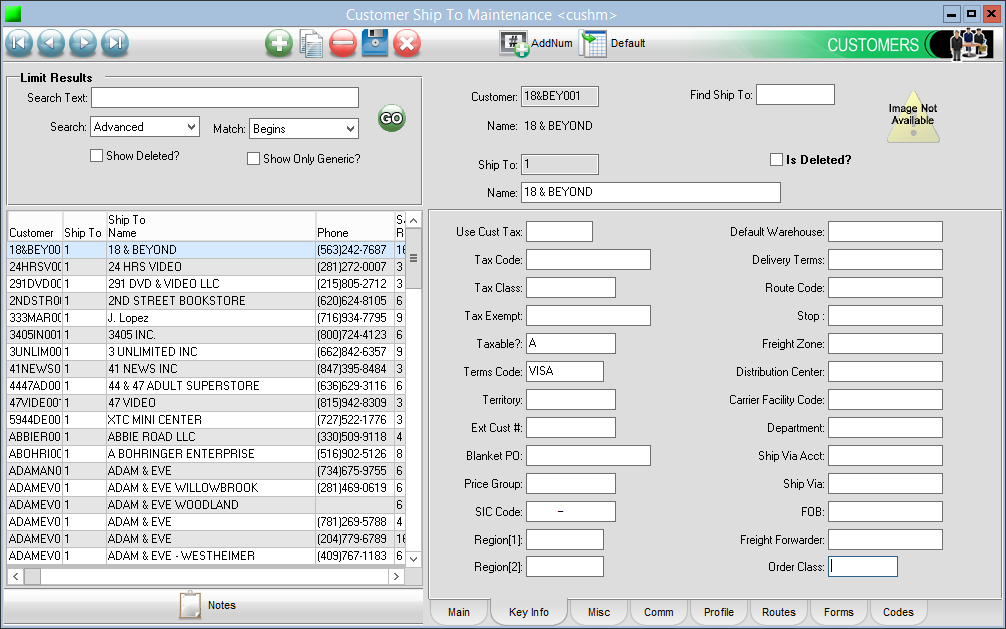 Customer Ship To Maintenance <cushm>
# AddNum Default CUSTOMERS
Limit Results
Search Text:
Search: Advanced Match: Begins
GO
Show Deleted?
Show Only Generic?
Customer: 18&BEY001
Find Ship To:
Image Not
Available
Name: 18 & BEYOND
Ship To: 1
Is Deleted?
Name: 18 & BEYOND
Customer Ship To Ship To Name Phone
18&BEY00 1 18 & BEYOND (563)242-7687 16
24HRSV00 1 24 HRS VIDEO (281)272-0007 3
291DVD00 1 291 DVD & VIDEO LLC (215)805-2712 3
2NDSTR00 1 2ND STREET BOOKSTORE (620)624-8105 6
333MAR00 1 J. Lopez (716)934-7795 9
3405IN001 1 3405 INC. (800)724-4123 6
3UNLIM00 1 3 UNLIMITED INC (662)842-6357 9
41NEWS0 1 41 NEWS INC (847)395-8484 3
4447AD00 1 44 & 47 ADULT SUPERSTORE (636)629-3116 6
47VIDE00 1 47 VIDEO (815)942-8309 3
5944DE00 1 XTC MINI CENTER (727)522-1776 3
ABBIER00 1 ABBIE ROAD LLC (330)509-9118 4
ABOHRI00 1 A BOHRINGER ENTERPRISE (516)902-5126 8
ADAMAN0 1 ADAM & EVE (734)675-9755 6
ADAMEV0 1 ADAM & EVE WILLOWBROOK (281)469-0619 6
ADAMEV0 1 ADAM & EVE WOODLAND 6
ADAMEV0 1 ADAM & EVE (781)269-5788 4
ADAMEV0 1 ADAM & EVE (204)779-6789 16
ADAMEV0 1 ADAM & EVE - WESTHEIMER (409)767-1183 6
Notes
Use Cust Tax:
Tax Code:
Tax Class:
Tax Exempt:
Taxable?: A
Terms Code: VISA
Territory:
Ext Cust #:
Blanket PO:
Price Group:
SIC Code: –
Region[1]:
Region[2]:
Default Warehouse:
Delivery Terms:
Route Code:
Stop :
Freight Zone:
Distribution Center:
Carrier Facility Code:
Department:
Ship Via Acct:
Ship Via:
FOB:
Freight Forwarder:
Order Class:
Main Key Info Misc Comm Profile Routes Forms Codes